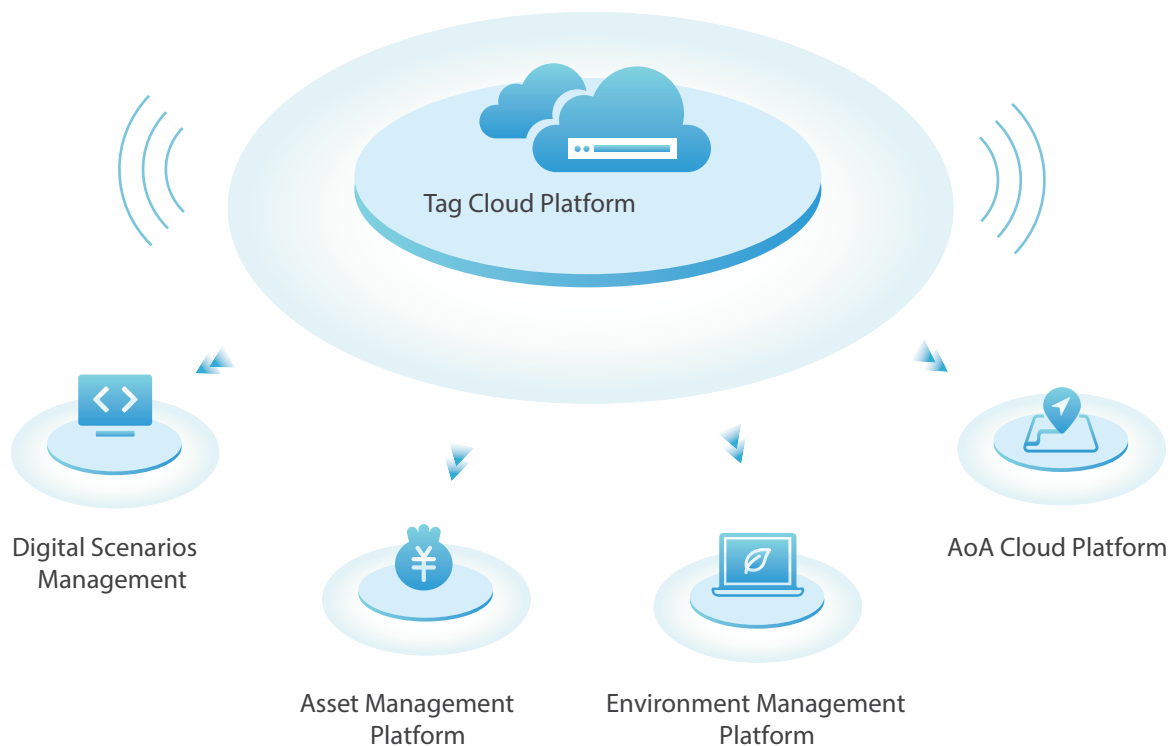 Tag Cloud Platform
Digital Scenarios
Management
AoA Cloud Platform
Asset Management
Platform
Environment Management
Platform